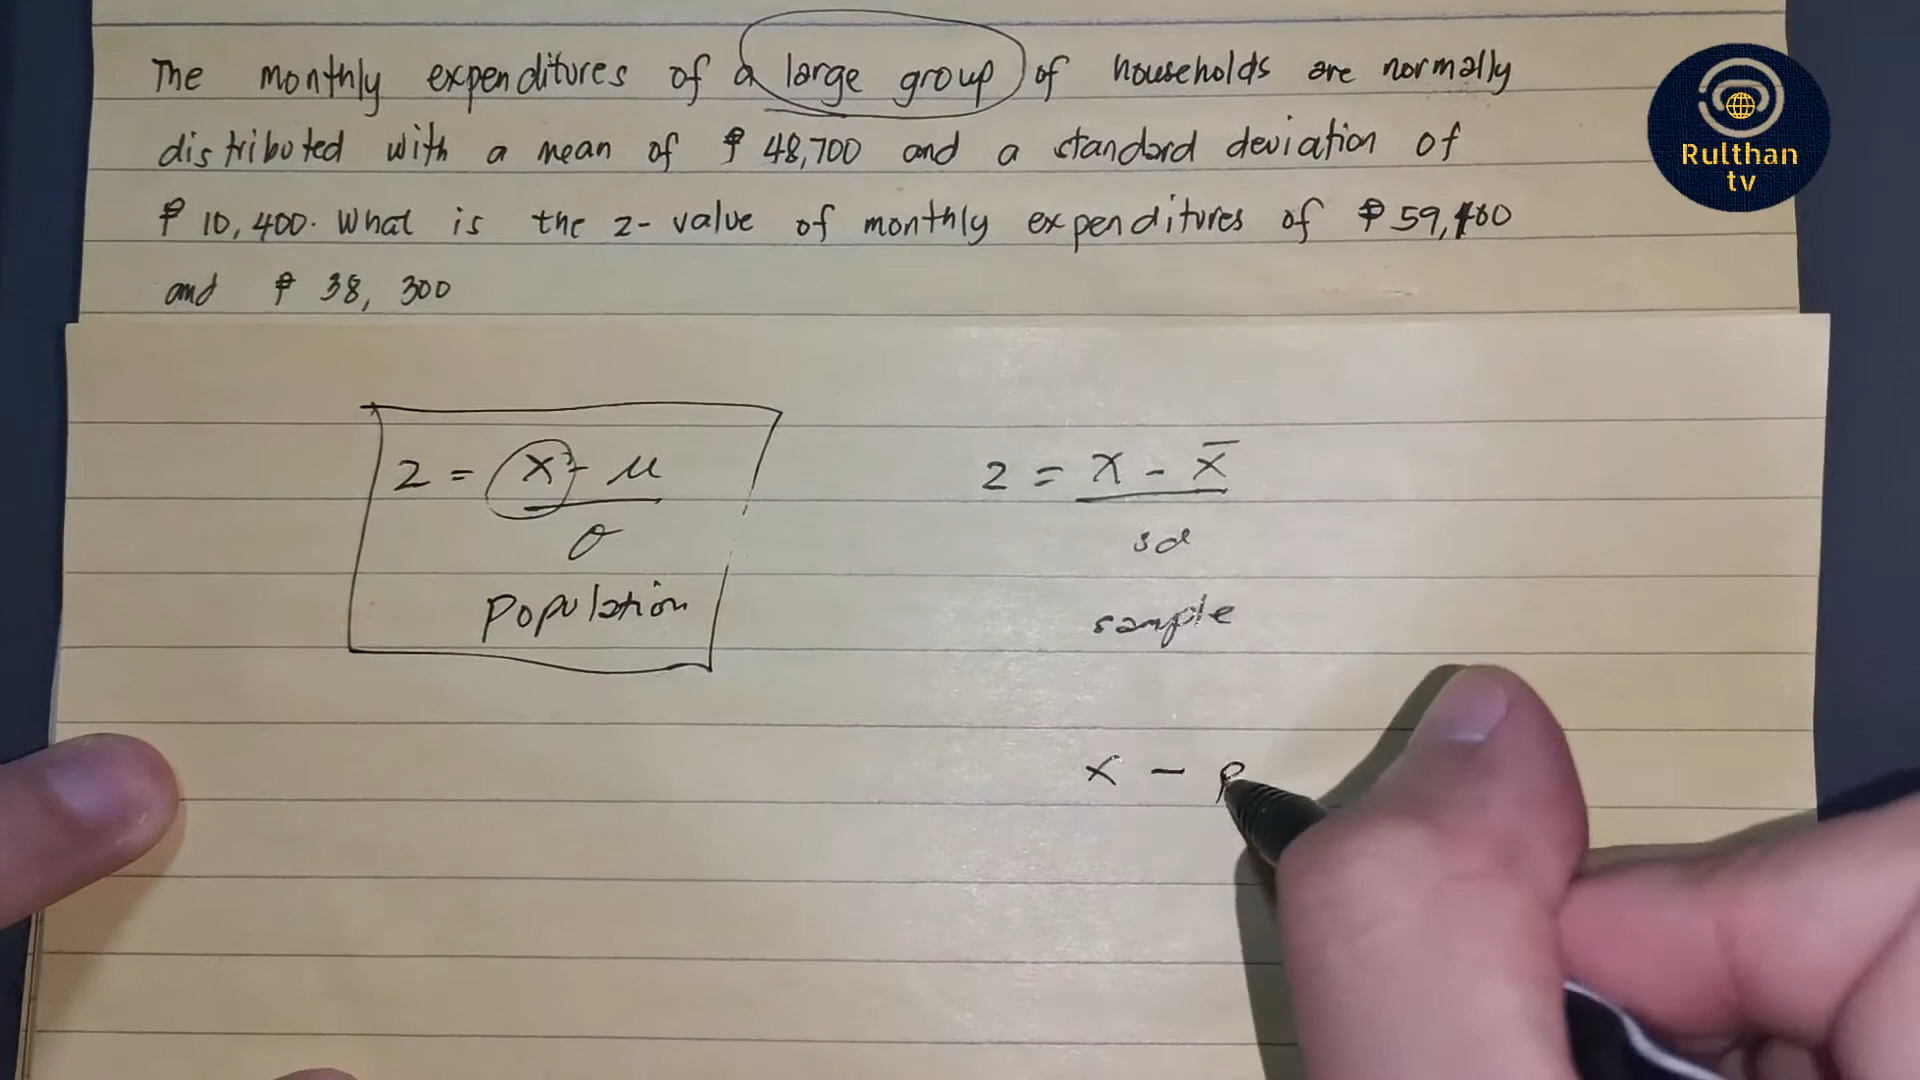 The monthly expenditures of a large group of households are normally
distributed with a mean of ₱ 48,700 and a standard deviation of
₱ 10,400. What is the z-value of monthly expenditures of ₱ 59,100
and ₱ 38,300
Rulthan
tv
z = x - μ
σ
population
z = x - x̄
sd
sample
x -